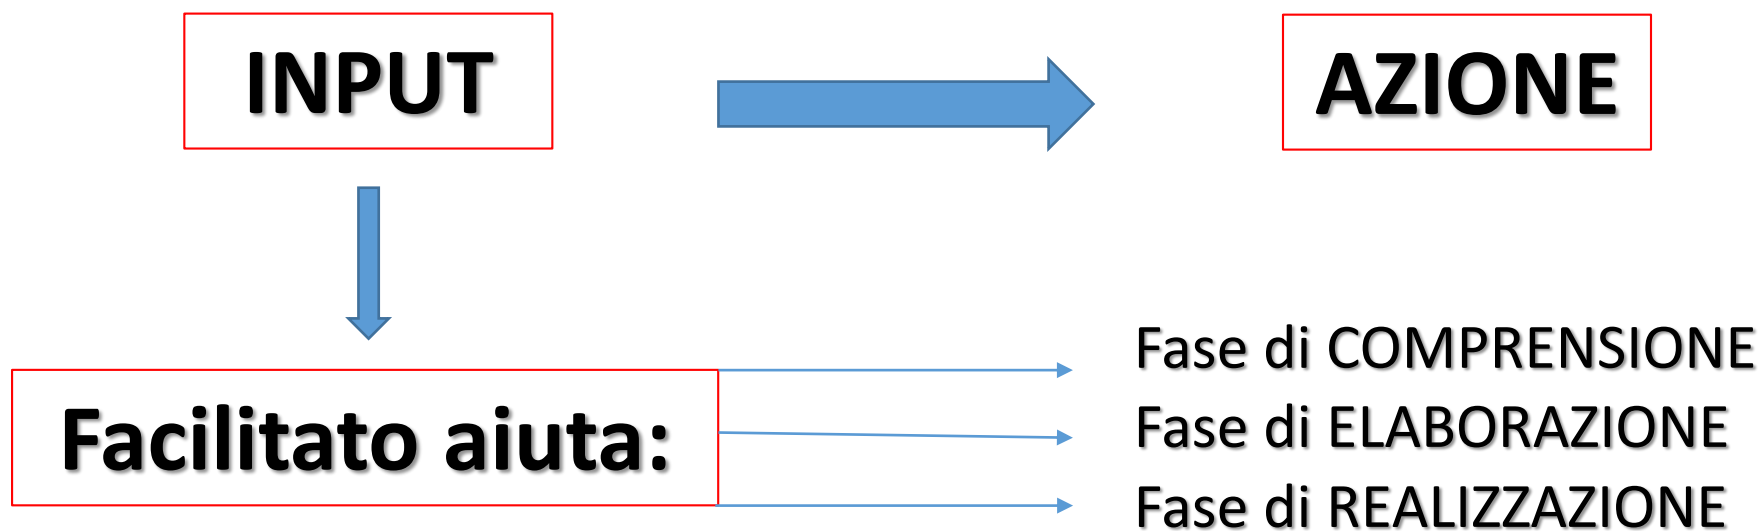 INPUT
AZIONE
Facilitato aiuta:
Fase di COMPRENSIONE
Fase di ELABORAZIONE
Fase di REALIZZAZIONE